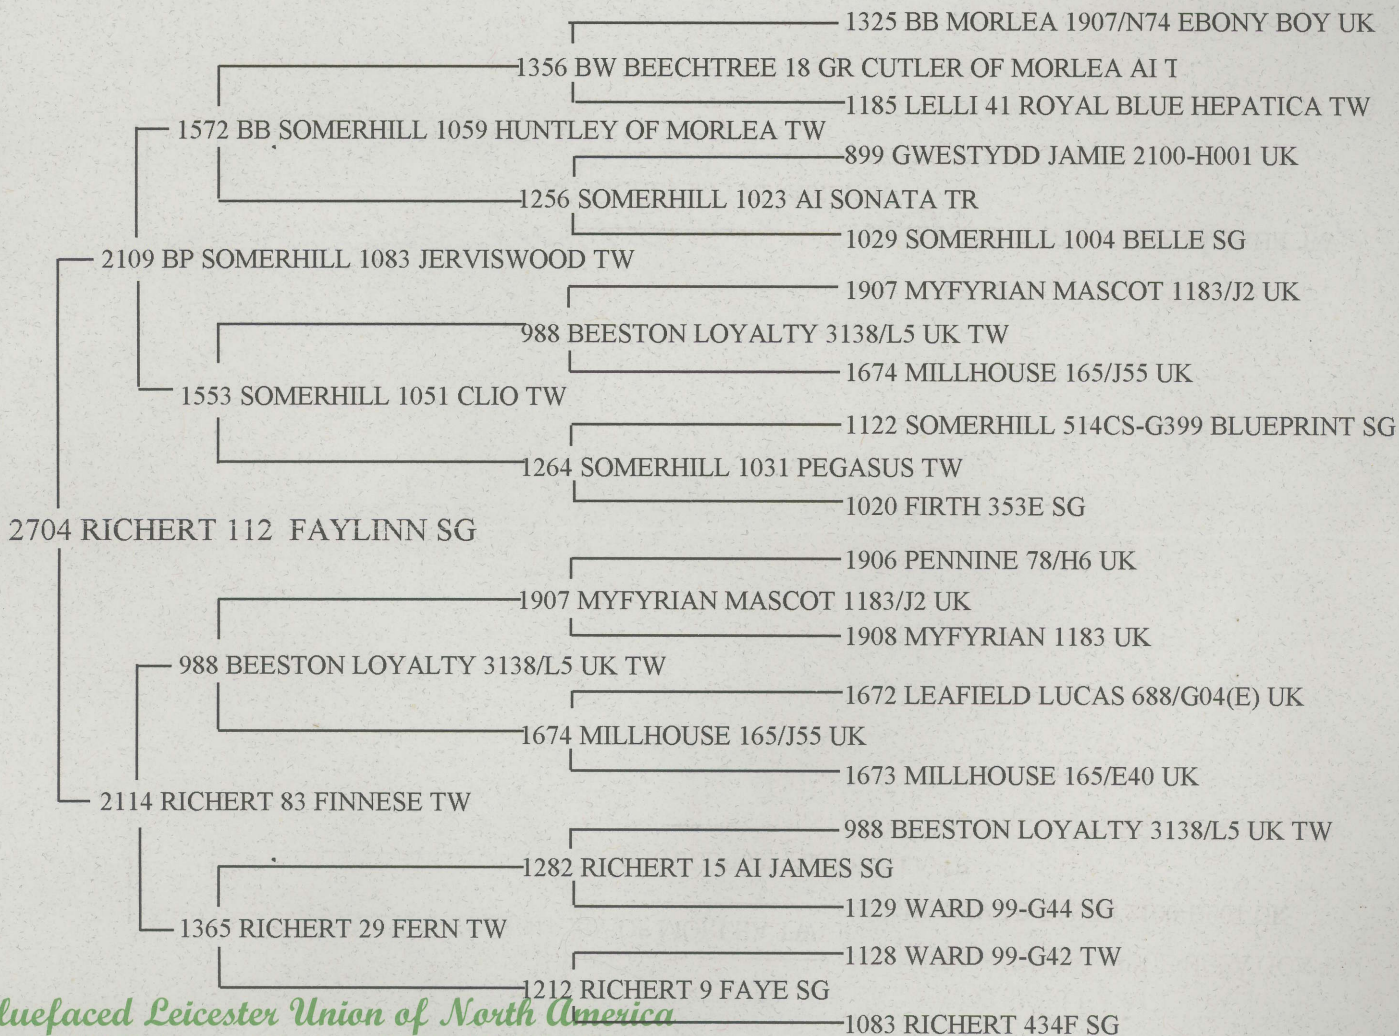 1325 BB MORLEA 1907/N74 EBONY BOY UK
1356 BW BEECHTREE 18 GR CUTLER OF MORLEA AI T
1185 LELLI 41 ROYAL BLUE HEPATICA TW
1572 BB SOMERHILL 1059 HUNTLEY OF MORLEA TW
899 GWESTYDD JAMIE 2100-H001 UK
1256 SOMERHILL 1023 AI SONATA TR
1029 SOMERHILL 1004 BELLE SG
2109 BP SOMERHILL 1083 JERVISWOOD TW
1907 MYFYRIAN MASCOT 1183/J2 UK
988 BEESTON LOYALTY 3138/L5 UK TW
1674 MILLHOUSE 165/J55 UK
1553 SOMERHILL 1051 CLIO TW
1122 SOMERHILL 514CS-G399 BLUEPRINT SG
1264 SOMERHILL 1031 PEGASUS TW
1020 FIRTH 353E SG
2704 RICHERT 112 FAYLINN SG
1906 PENNINE 78/H6 UK
1907 MYFYRIAN MASCOT 1183/J2 UK
1908 MYFYRIAN 1183 UK
988 BEESTON LOYALTY 3138/L5 UK TW
1672 LEAFIELD LUCAS 688/G04(E) UK
1674 MILLHOUSE 165/J55 UK
1673 MILLHOUSE 165/E40 UK
2114 RICHERT 83 FINNESE TW
988 BEESTON LOYALTY 3138/L5 UK TW
1282 RICHERT 15 AI JAMES SG
1129 WARD 99-G44 SG
1365 RICHERT 29 FERN TW
1128 WARD 99-G42 TW
1212 RICHERT 9 FAYE SG
1083 RICHERT 434F SG
luefaced Leicester Union of North America